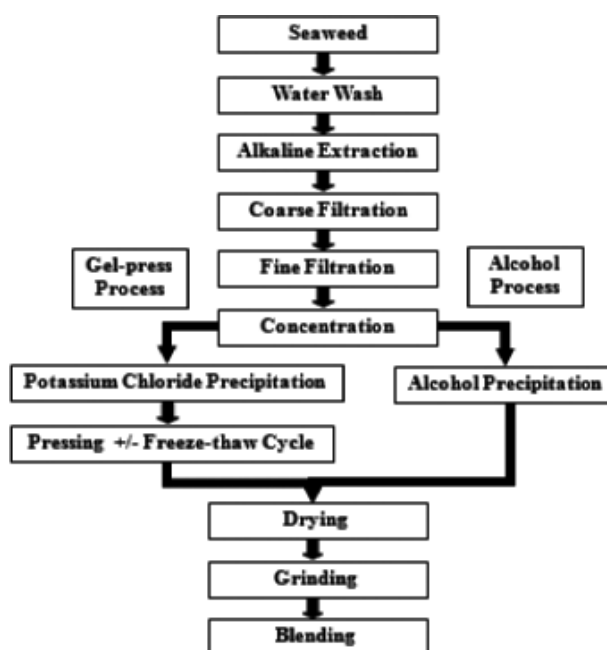 Seaweed
Water Wash
Alkaline Extraction
Coarse Filtration
Gel-press
Process
Fine Filtration
Alcohol
Process
Concentration
Potassium Chloride Precipitation
Alcohol Precipitation
Pressing +/- Freeze-thaw Cycle
Drying
Grinding
Blending